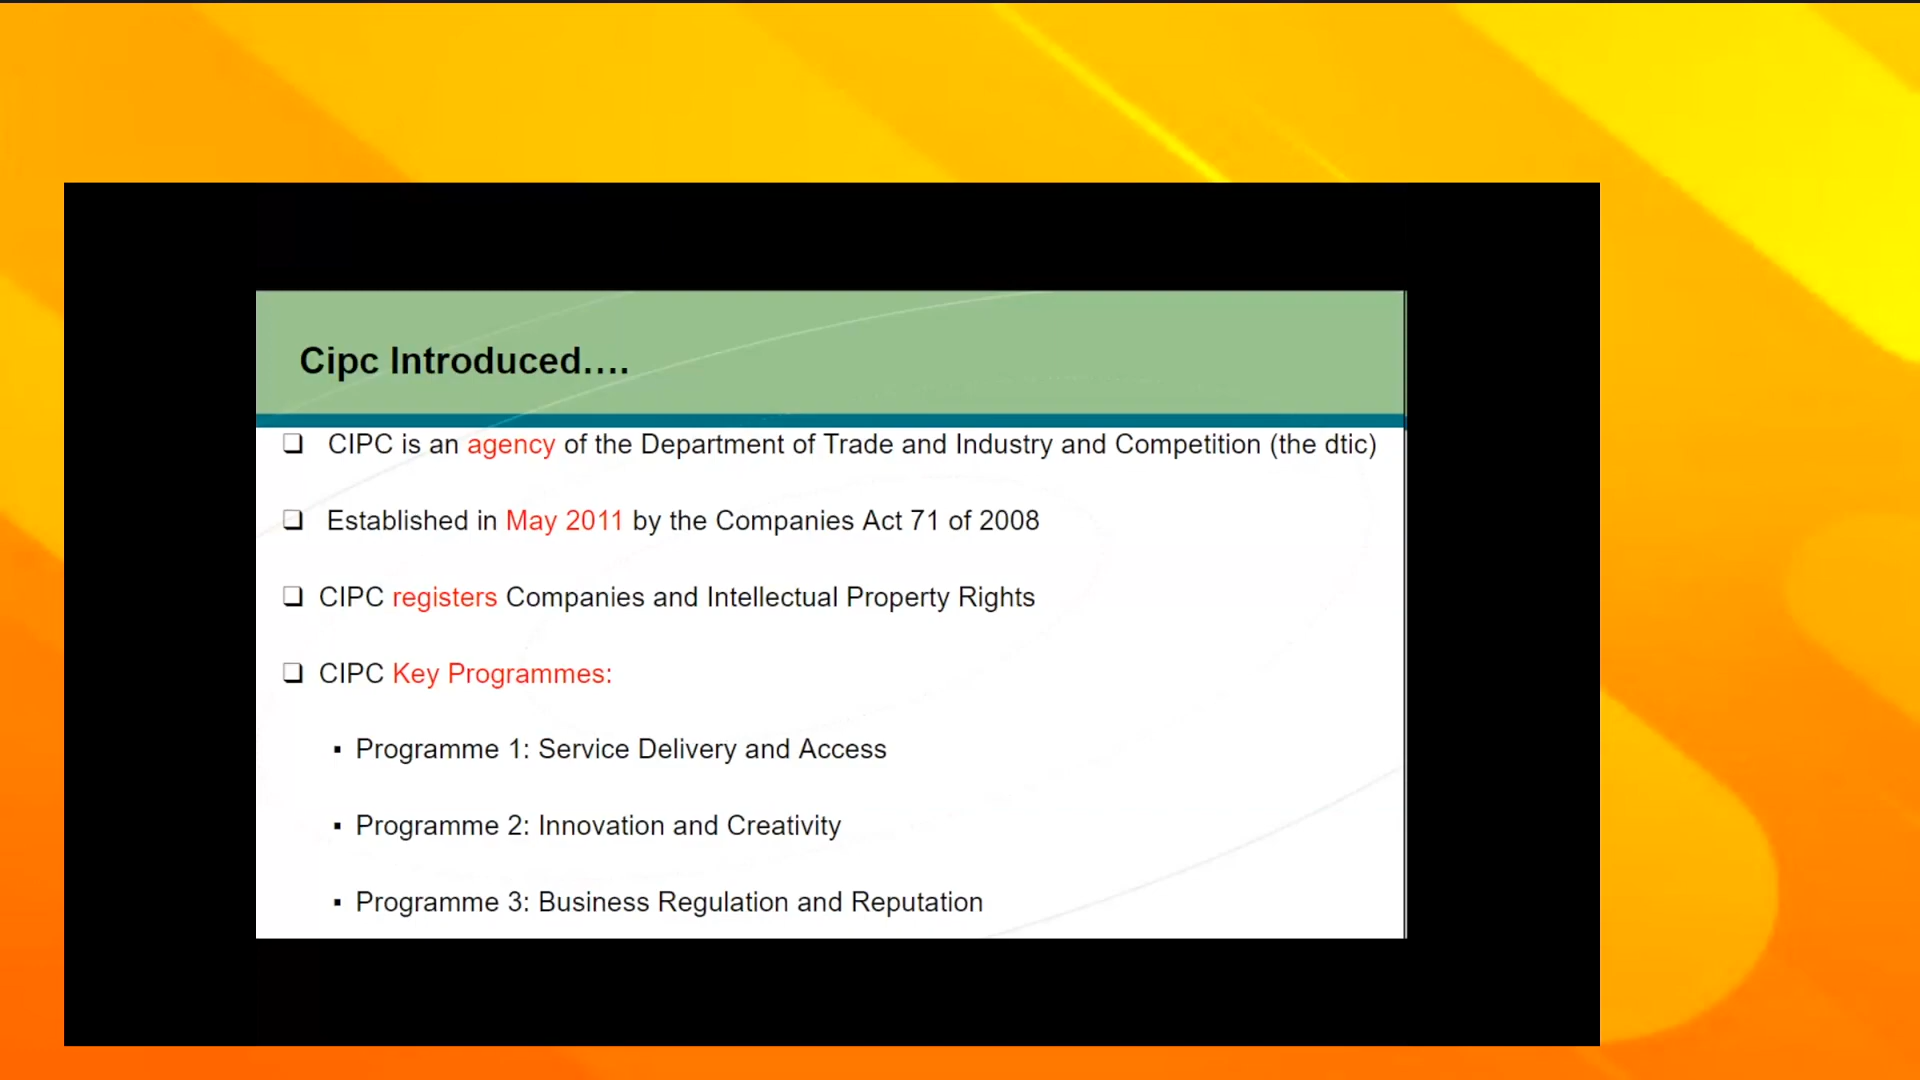 Cipc Introduced....
❑ CIPC is an agency of the Department of Trade and Industry and Competition (the dtic)
❑ Established in May 2011 by the Companies Act 71 of 2008
❑ CIPC registers Companies and Intellectual Property Rights
❑ CIPC Key Programmes:
▪ Programme 1: Service Delivery and Access
▪ Programme 2: Innovation and Creativity
▪ Programme 3: Business Regulation and Reputation